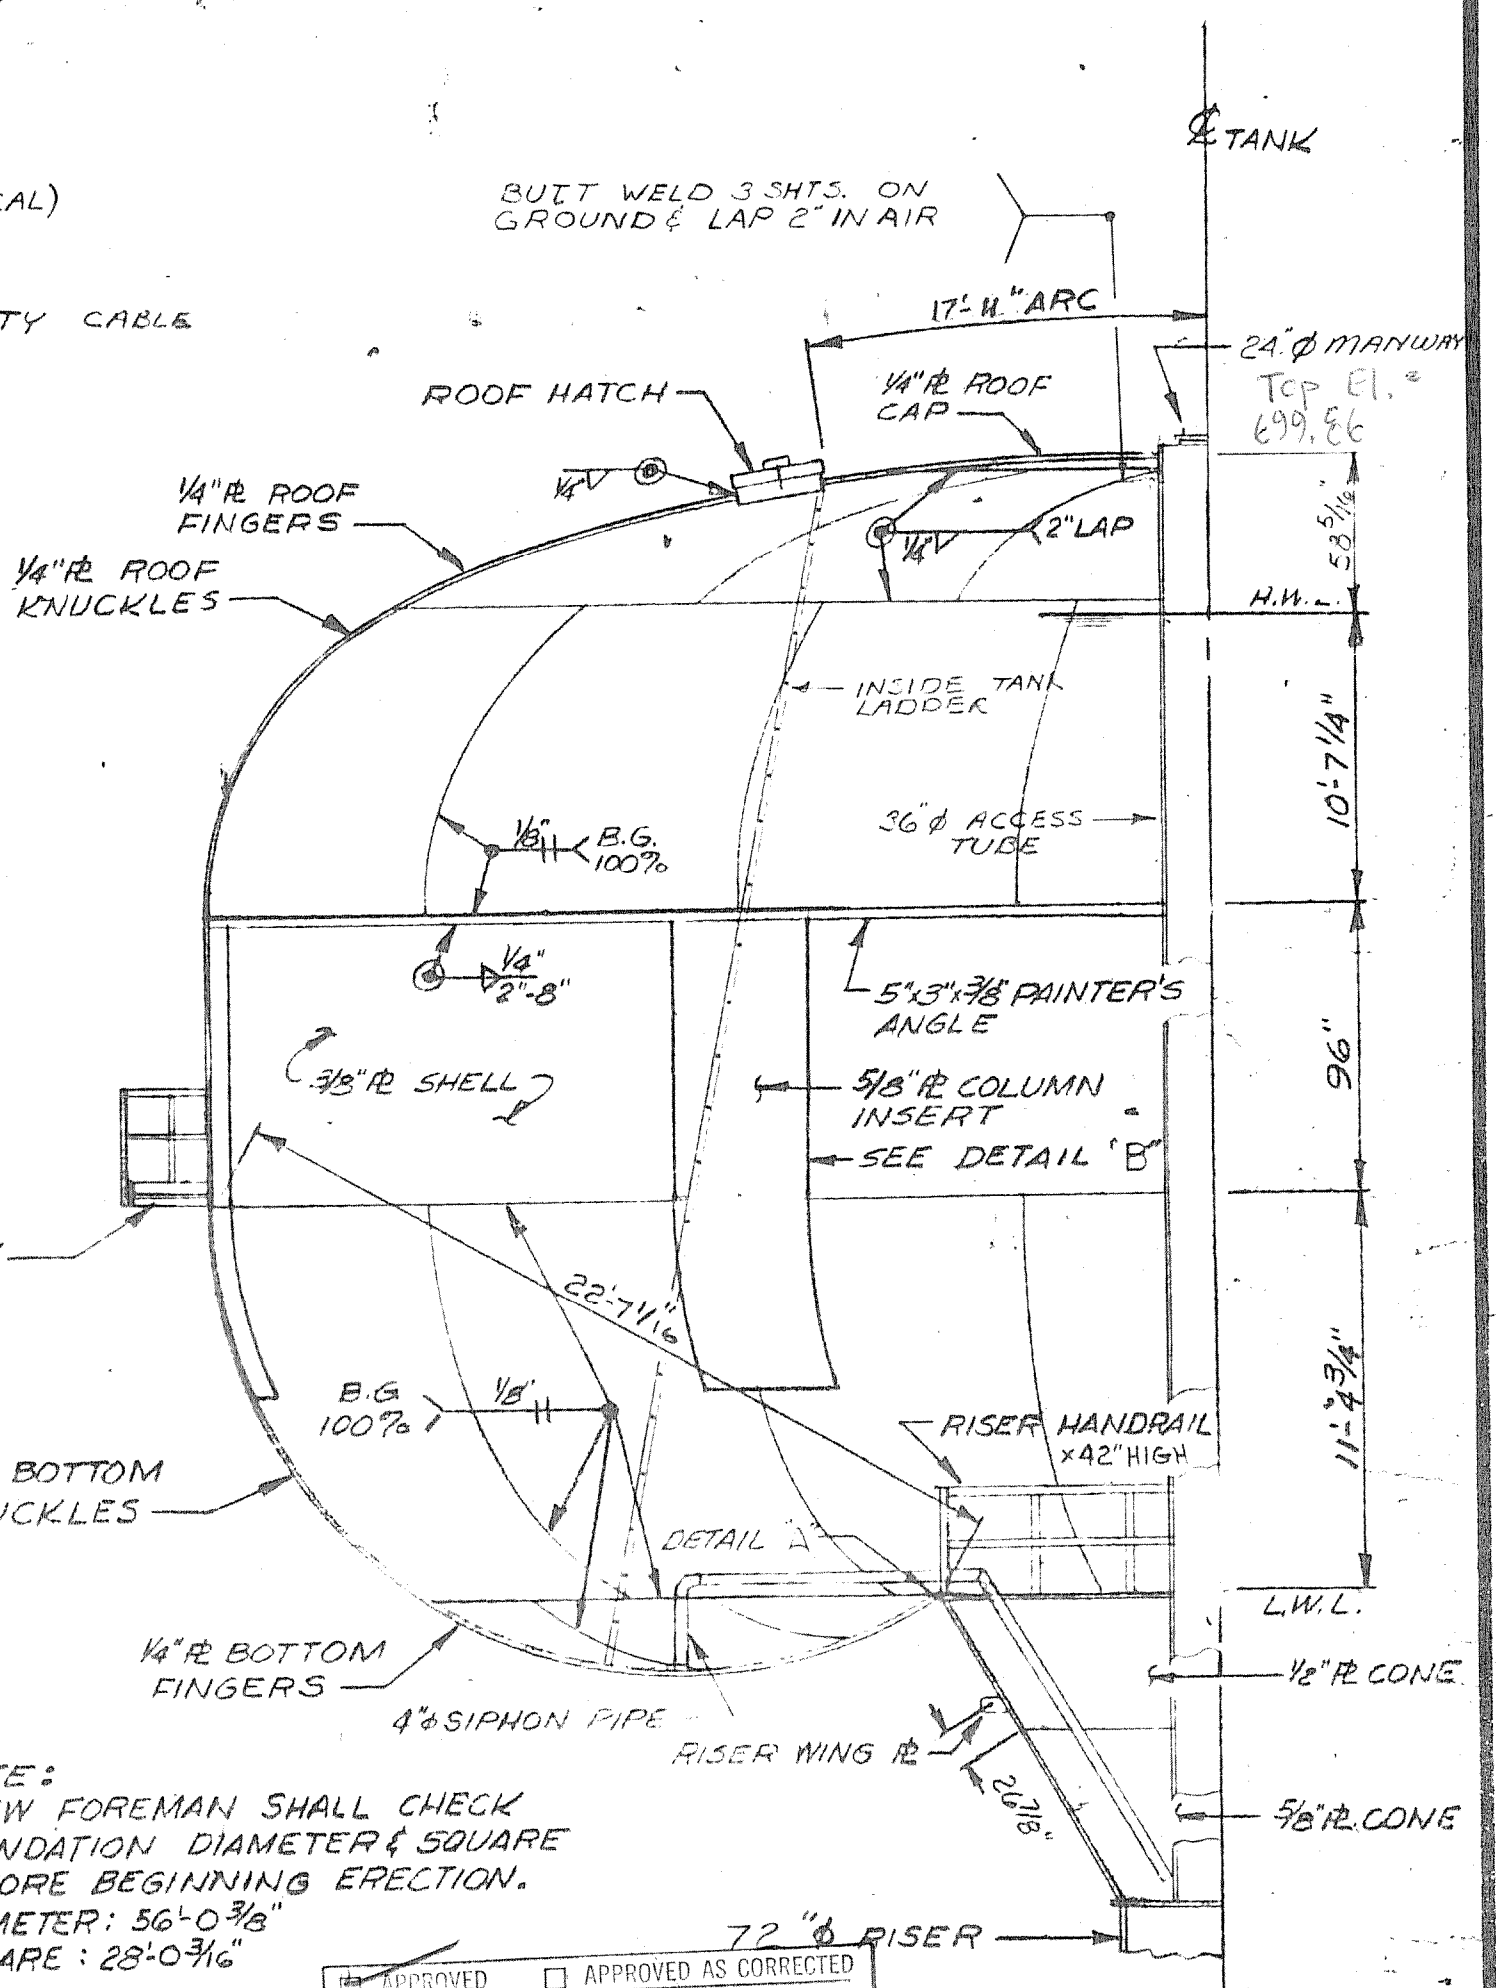 ℄ TANK
CAL)
BUTT WELD 3 SHTS. ON
GROUND & LAP 2" IN AIR
TY CABLE
17'-11" ARC
24"Ø MANWAY
Top El. =
ROOF HATCH
1/4" PL ROOF
CAP
1/4" PL ROOF
FINGERS
1/4"
1/4"
2" LAP
58 5/16"
1/4" PL ROOF
KNUCKLES
H.W.L.
INSIDE TANK
LADDER
10'-7 1/4"
36"Ø ACCESS
TUBE
1/8"
B.G.
100%
1/4"
2"-8"
5"x3"x3/8" PAINTER'S
ANGLE
96"
3/8" PL SHELL
5/8" PL COLUMN
INSERT
SEE DETAIL "B"
22'-7 1/16"
11'-4 3/4"
B.G
100%
1/8"
RISER HANDRAIL
x42" HIGH
BOTTOM
UCKLES
DETAIL "A"
L.W.L.
1/4" PL BOTTOM
FINGERS
1/2" PL CONE
4"Ø SIPHON PIPE
RISER WING PL
26 7/8"
5/8" PL CONE
TE:
EW FOREMAN SHALL CHECK
UNDATION DIAMETER & SQUARE
ORE BEGINNING ERECTION.
METER: 56'-0 3/8"
ARE: 28'-0 3/16"
72"Ø RISER
APPROVED
APPROVED AS CORRECTED